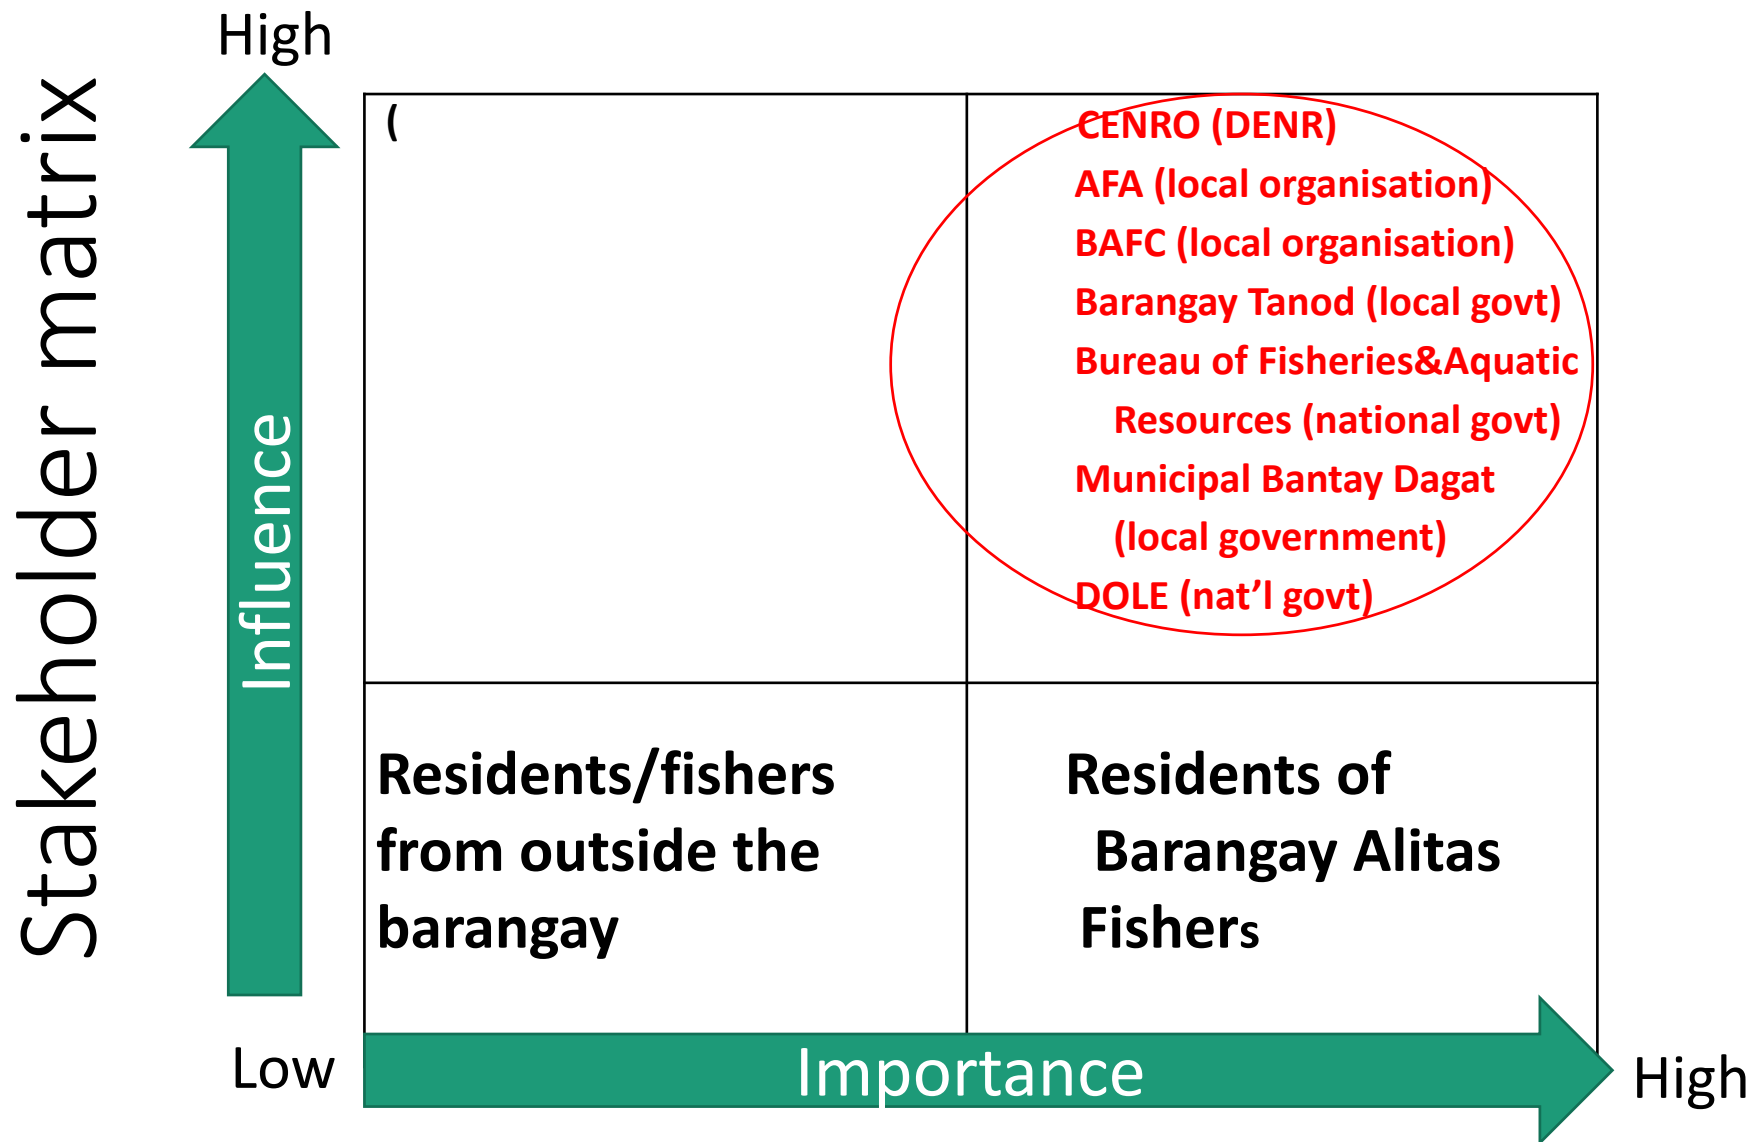 Stakeholder matrix
High
Influence
(
CENRO (DENR)
AFA (local organisation)
BAFC (local organisation)
Barangay Tanod (local govt)
Bureau of Fisheries&Aquatic
Resources (national govt)
Municipal Bantay Dagat
(local government)
DOLE (nat’l govt)
Residents/fishers
from outside the
barangay
Residents of
Barangay Alitas
Fishers
Low
Importance
High